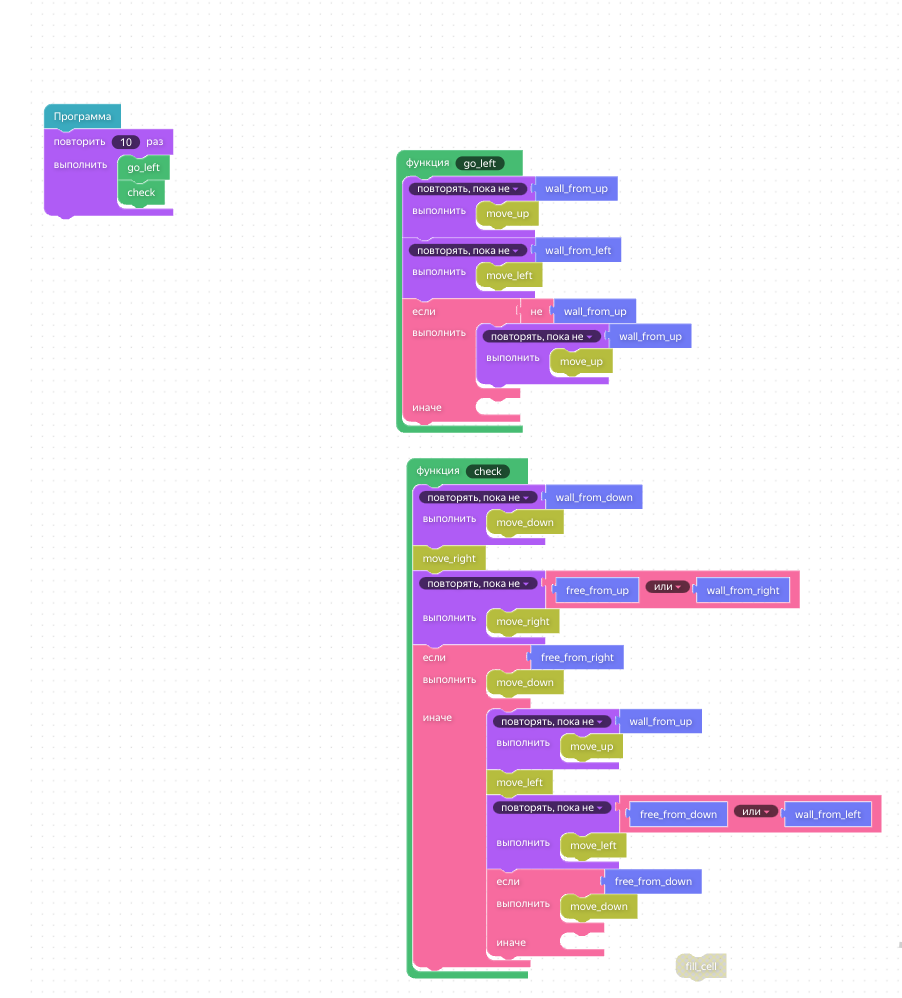 Программа
повторить 10 раз
выполнить go_left
check
функция go_left
повторять, пока не wall_from_up
выполнить move_up
повторять, пока не wall_from_left
выполнить move_left
если не wall_from_up
выполнить повторять, пока не wall_from_up
выполнить move_up
иначе
функция check
повторять, пока не wall_from_down
выполнить move_down
move_right
повторять, пока не free_from_up или wall_from_right
выполнить move_right
если free_from_right
выполнить move_down
иначе повторять, пока не wall_from_up
выполнить move_up
move_left
повторять, пока не free_from_down или wall_from_left
выполнить move_left
если free_from_down
выполнить move_down
иначе
fill_cell